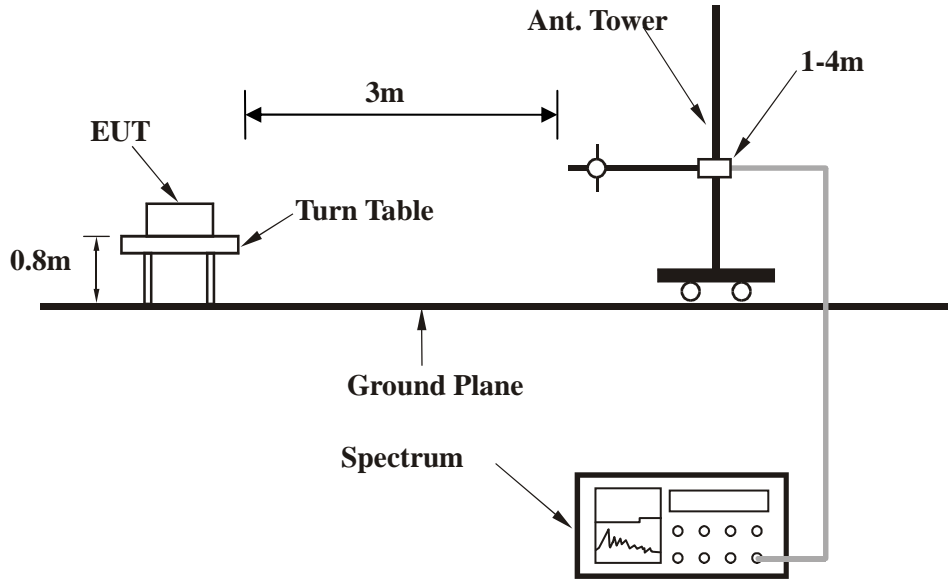 Ant. Tower
1-4m
3m
EUT
Turn Table
0.8m
Ground Plane
Spectrum